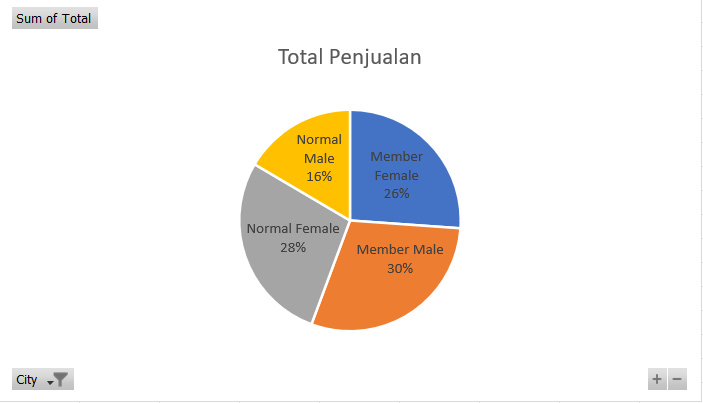 Sum of Total
Total Penjualan
Normal
Male
16%
Member
Female
26%
Normal Female
28%
Member Male
30%
City
+ −